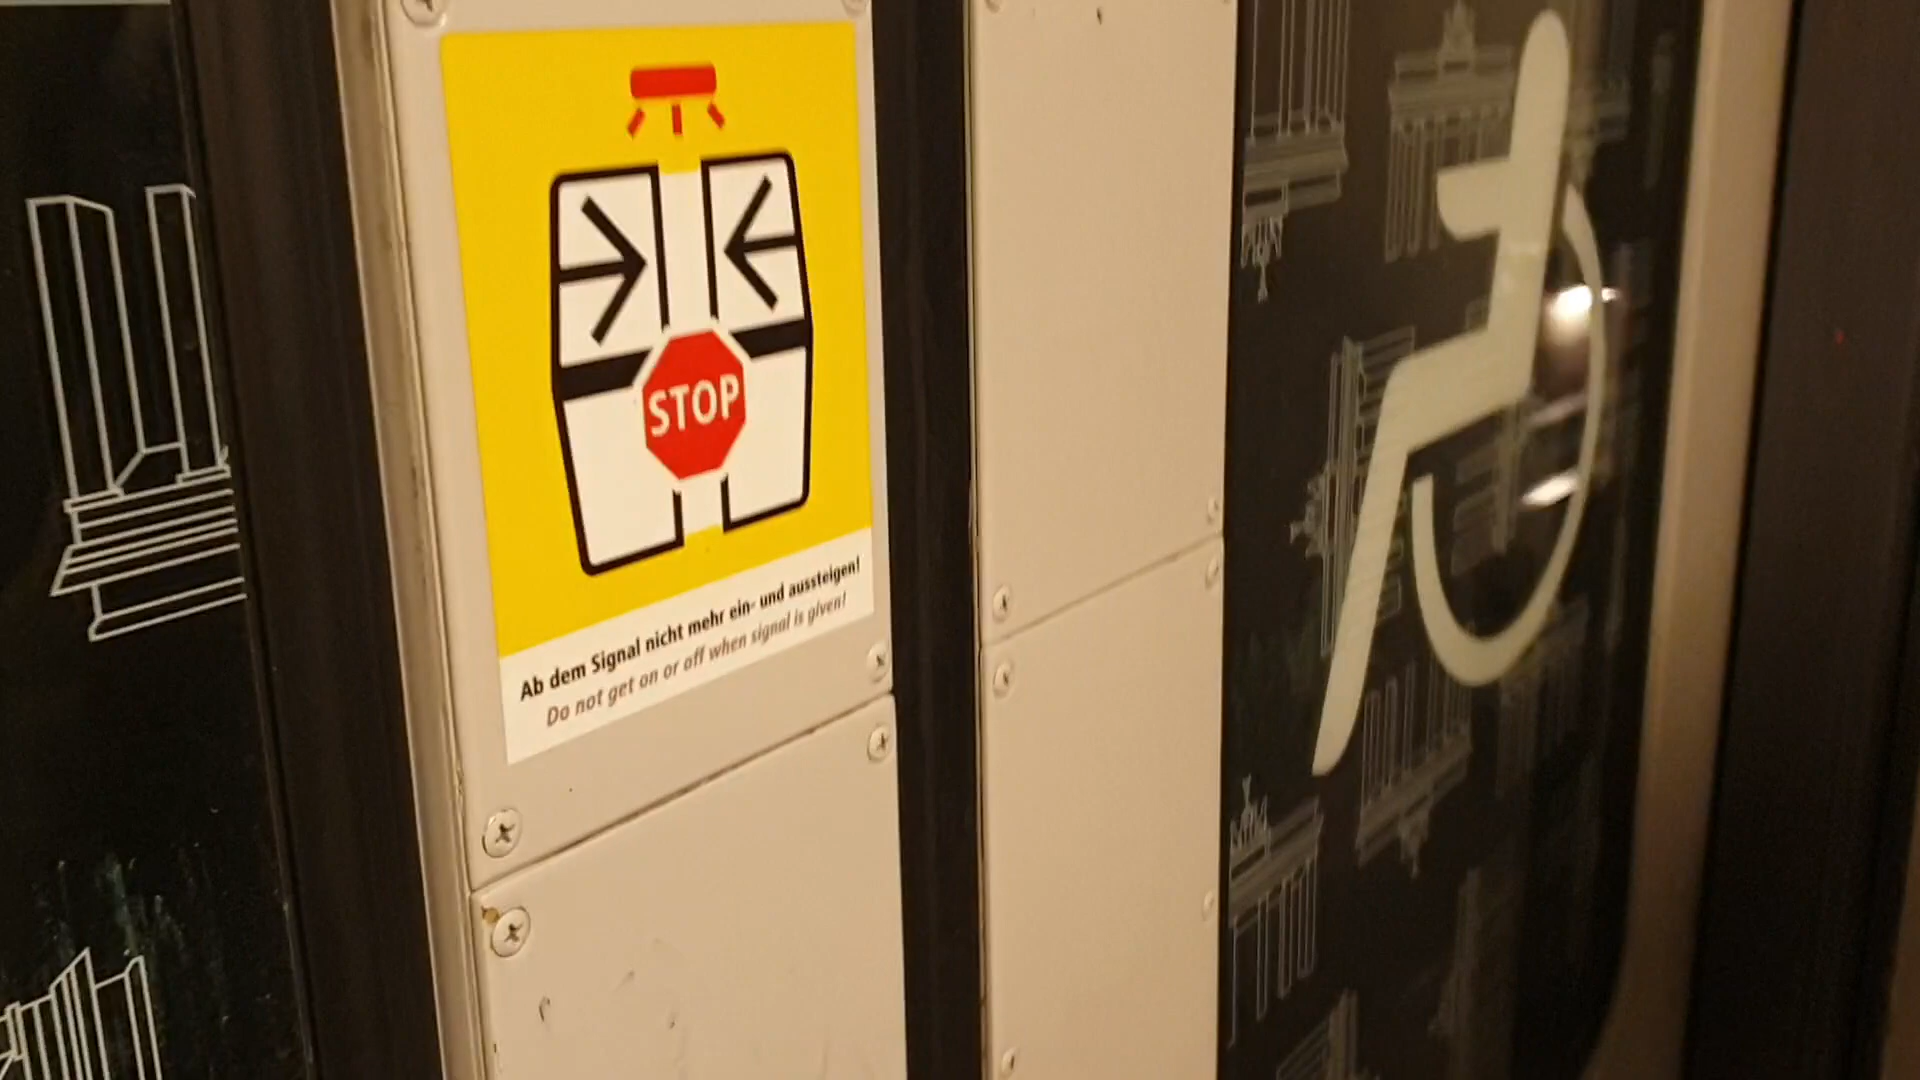 STOP
Ab dem Signal nicht mehr ein- und aussteigen!
Do not get on or off when signal is given!